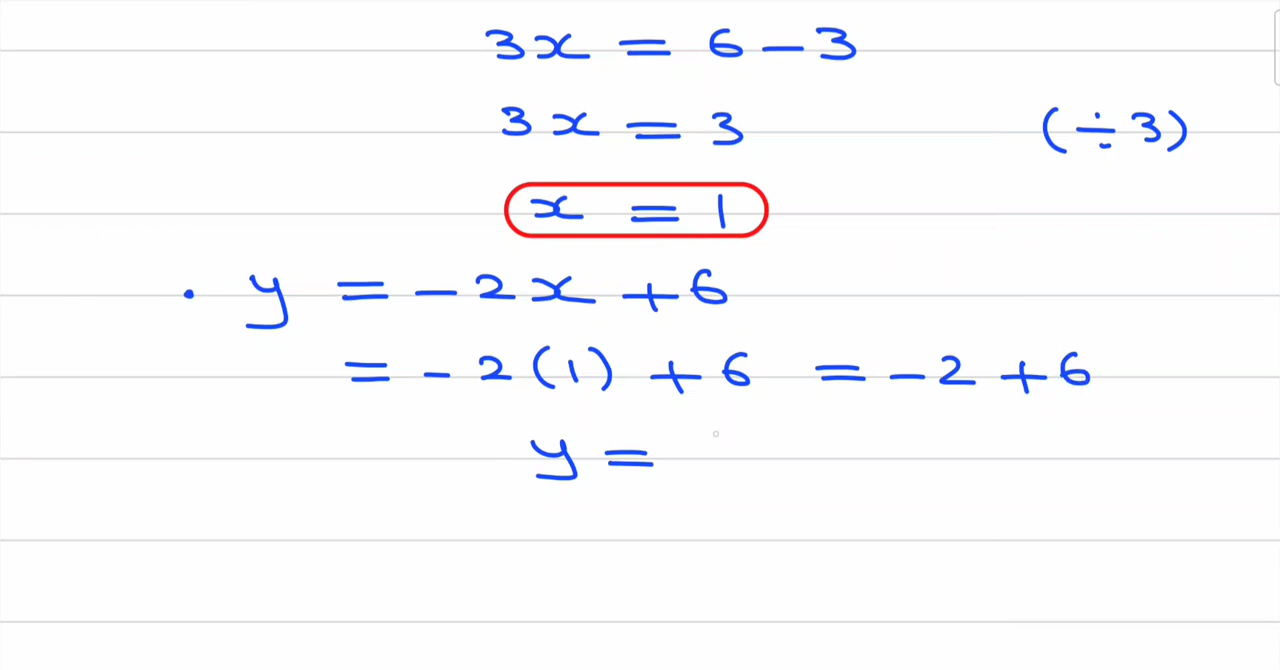 3x = 6 - 3
3x = 3 (÷3)
x = 1
. y = -2x + 6
= -2(1) + 6 = -2 + 6
y =